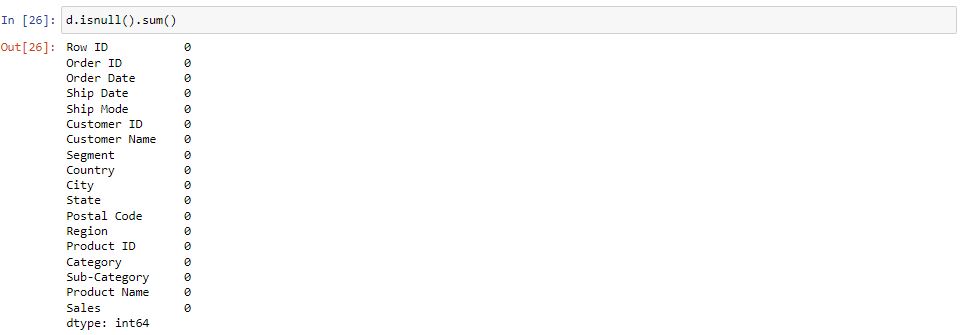 In [26]: d.isnull().sum()
Out[26]: Row ID 0
Order ID 0
Order Date 0
Ship Date 0
Ship Mode 0
Customer ID 0
Customer Name 0
Segment 0
Country 0
City 0
State 0
Postal Code 0
Region 0
Product ID 0
Category 0
Sub-Category 0
Product Name 0
Sales 0
dtype: int64